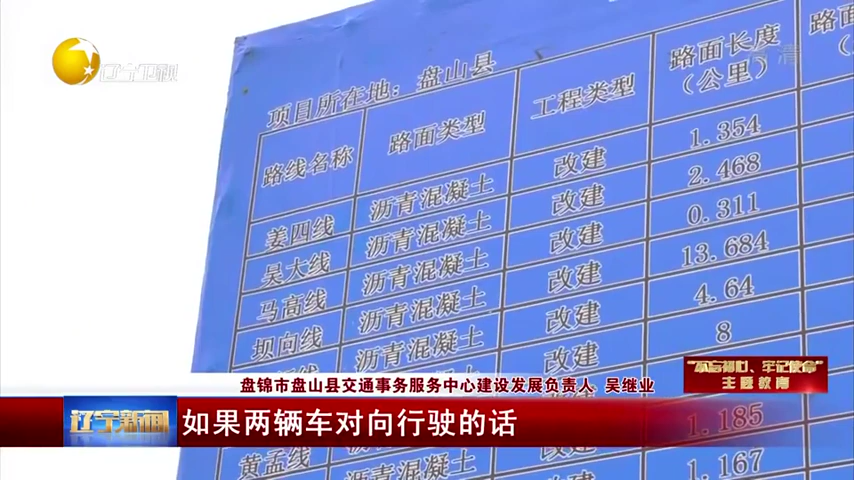 辽宁卫视
高清
项目所在地：盘山县
路线名称 路面类型 工程类型 路面长度（公里）
姜四线 沥青混凝土 改建 1.354
吴大线 沥青混凝土 改建 2.468
马高线 沥青混凝土 改建 0.311
坝向线 沥青混凝土 改建 13.684
沥青混凝土 改建 4.64
8
盘锦市盘山县交通事务服务中心建设发展负责人 吴继业
“不忘初心、牢记使命”
主题教育
辽宁新闻
如果两辆车对向行驶的话
1.185
黄孟线 1.167
沥青混凝土 改建